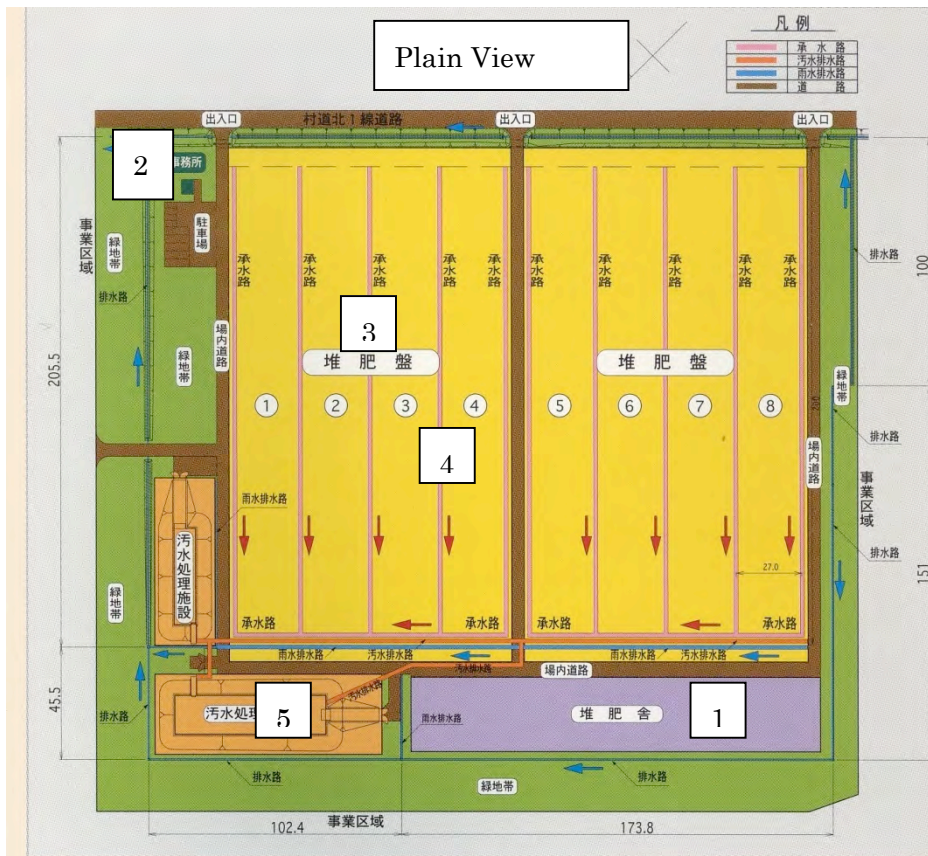 Plain View
凡例
承水路
汚水排水路
雨水排水路
道路
出入口
村道北1線道路
出入口
出入口
2
事務所
駐車場
事業区域
緑地帯
排水路
承水路
承水路
承水路
承水路
承水路
承水路
承水路
承水路
承水路
承水路
排水路
100
3
場内道路
緑地帯
堆肥盤
堆肥盤
205.5
緑地帯
①
②
③
④
⑤
⑥
⑦
⑧
排水路
4
場内道路
事業区域
雨水排水路
汚水処理施設
排水路
27.0
151
緑地帯
承水路
承水路
承水路
承水路
雨水排水路
汚水排水路
雨水排水路
汚水排水路
汚水排水路
場内道路
45.5
排水路
汚水排水路
汚水処理
5
雨水排水路
堆肥舎
1
排水路
排水路
緑地帯
事業区域
102.4
173.8